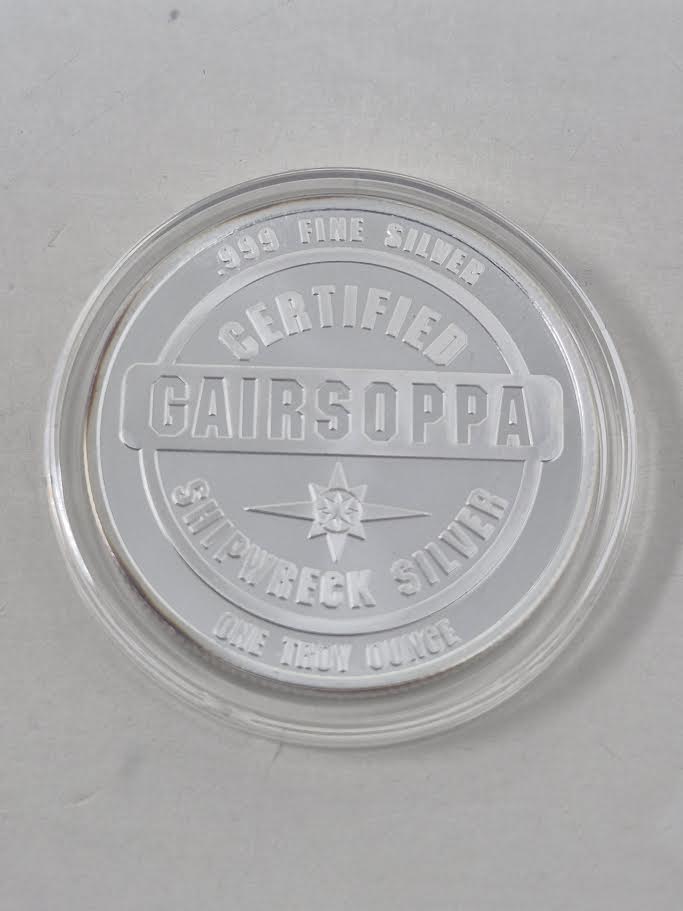 .999 FINE SILVER
CERTIFIED
GAIRSOPPA
SHIPWRECK SILVER
ONE TROY OUNCE